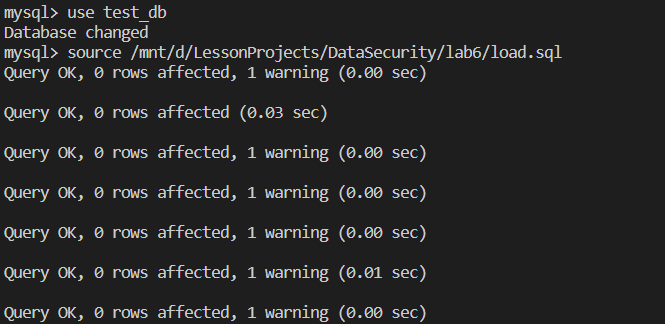 mysql> use test_db
Database changed
mysql> source /mnt/d/LessonProjects/DataSecurity/lab6/load.sql
Query OK, 0 rows affected, 1 warning (0.00 sec)
Query OK, 0 rows affected (0.03 sec)
Query OK, 0 rows affected, 1 warning (0.00 sec)
Query OK, 0 rows affected, 1 warning (0.00 sec)
Query OK, 0 rows affected, 1 warning (0.00 sec)
Query OK, 0 rows affected, 1 warning (0.01 sec)
Query OK, 0 rows affected, 1 warning (0.00 sec)